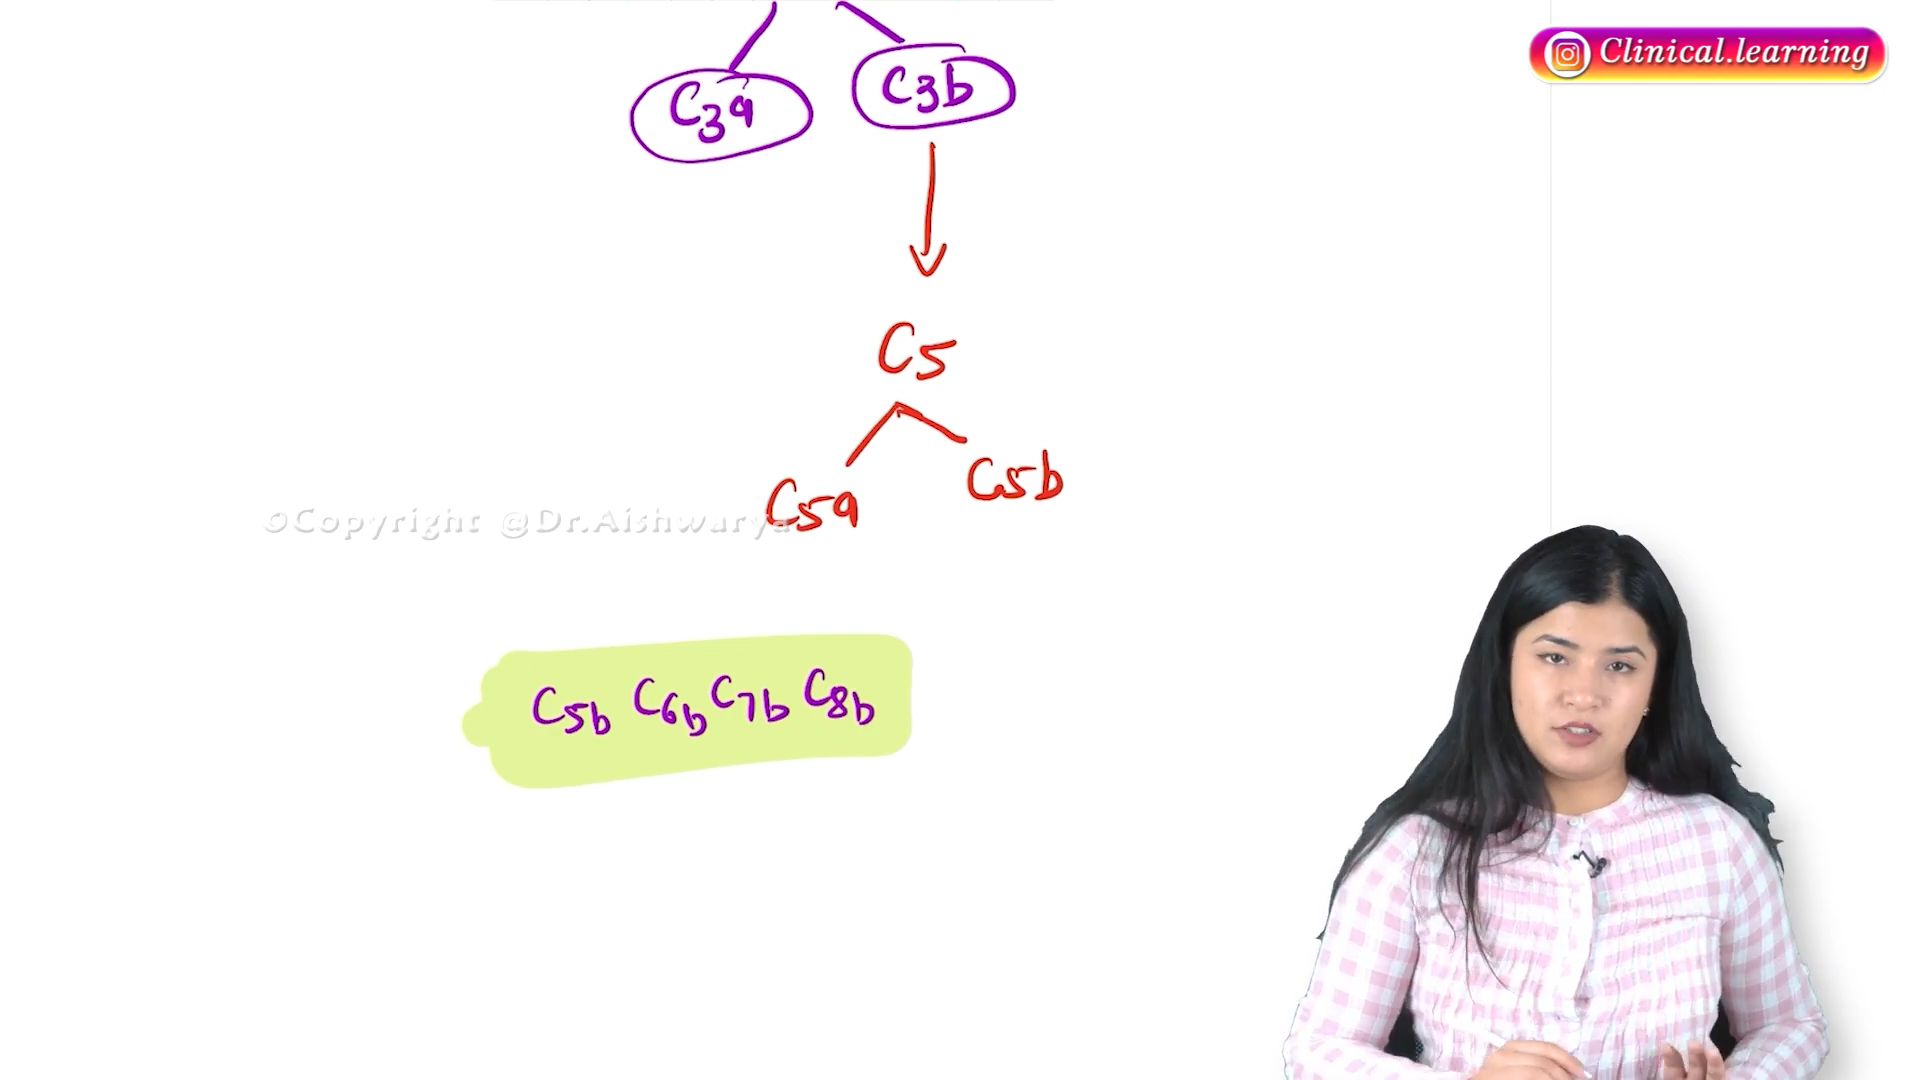 Clinical.learning
C3a C3b
C5
C5a C5b
©Copyright @Dr.Aishwarya
C5b C6b C7b C8b